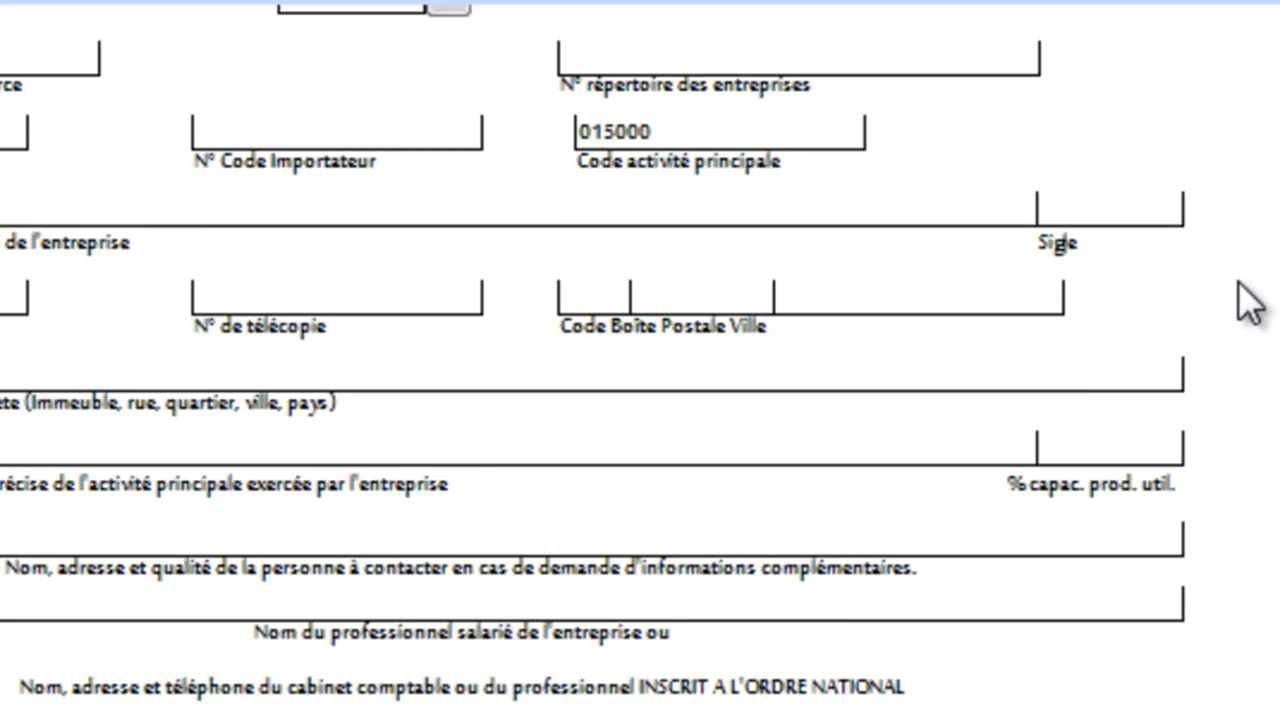 rce N° répertoire des entreprises
015000
N° Code Importateur Code activité principale
de l'entreprise Sigle
N° de télécopie Code Boîte Postale Ville
ète (Immeuble, rue, quartier, ville, pays)
récise de l'activité principale exercée par l'entreprise % capac. prod. util.
Nom, adresse et qualité de la personne à contacter en cas de demande d'informations complémentaires.
Nom du professionnel salarié de l'entreprise ou
Nom, adresse et téléphone du cabinet comptable ou du professionnel INSCRIT A L'ORDRE NATIONAL